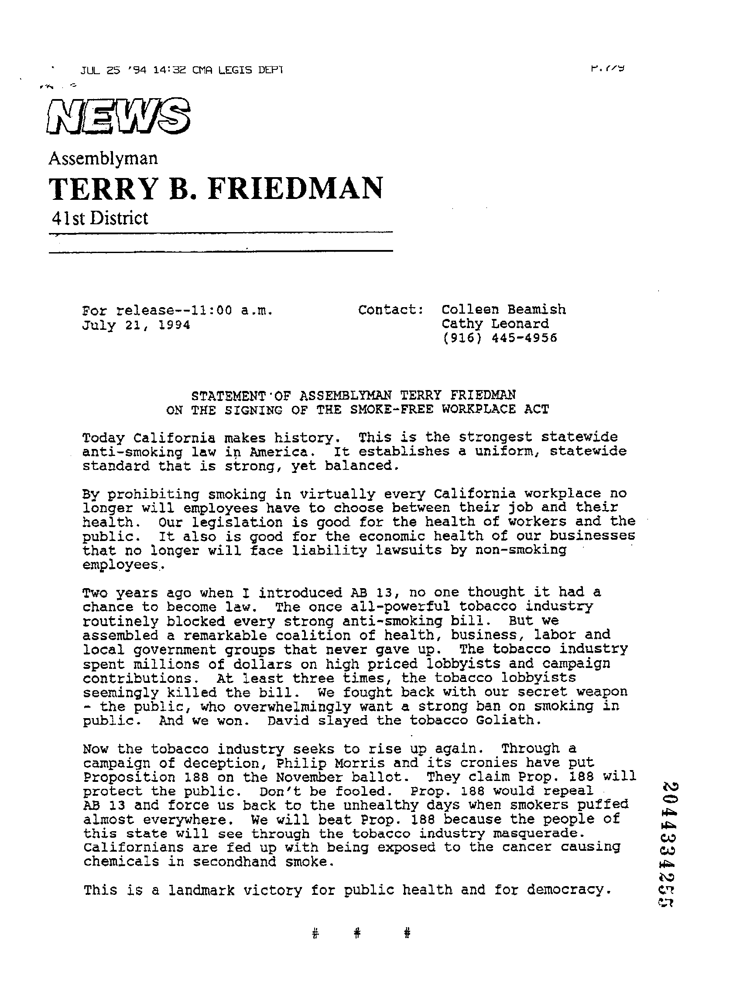 JUL 25 '94 14:32 CMA LEGIS DEPT
NEWS
Assemblyman
TERRY B. FRIEDMAN
41st District
For release--11:00 a.m. Contact: Colleen Beamish
July 21, 1994 Cathy Leonard
(916) 445-4956
STATEMENT OF ASSEMBLYMAN TERRY FRIEDMAN
ON THE SIGNING OF THE SMOKE-FREE WORKPLACE ACT
Today California makes history. This is the strongest statewide
anti-smoking law in America. It establishes a uniform, statewide
standard that is strong, yet balanced.
By prohibiting smoking in virtually every California workplace no
longer will employees have to choose between their job and their
health. Our legislation is good for the health of workers and the
public. It also is good for the economic health of our businesses
that no longer will face liability lawsuits by non-smoking
employees.
Two years ago when I introduced AB 13, no one thought it had a
chance to become law. The once all-powerful tobacco industry
routinely blocked every strong anti-smoking bill. But we
assembled a remarkable coalition of health, business, labor and
local government groups that never gave up. The tobacco industry
spent millions of dollars on high priced lobbyists and campaign
contributions. At least three times, the tobacco lobbyists
seemingly killed the bill. We fought back with our secret weapon
- the public, who overwhelmingly want a strong ban on smoking in
public. And we won. David slayed the tobacco Goliath.
Now the tobacco industry seeks to rise up again. Through a
campaign of deception, Philip Morris and its cronies have put
Proposition 188 on the November ballot. They claim Prop. 188 will
protect the public. Don't be fooled. Prop. 188 would repeal
AB 13 and force us back to the unhealthy days when smokers puffed
almost everywhere. We will beat Prop. 188 because the people of
this state will see through the tobacco industry masquerade.
Californians are fed up with being exposed to the cancer causing
chemicals in secondhand smoke.
This is a landmark victory for public health and for democracy.
# # #
2044334255